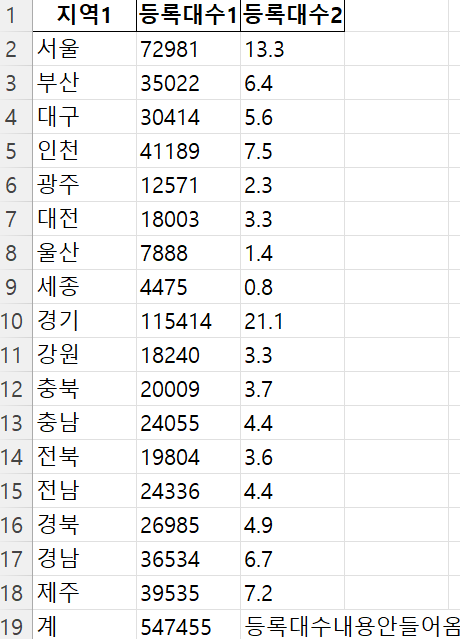 1 지역1 등록대수1 등록대수2
2 서울 72981 13.3
3 부산 35022 6.4
4 대구 30414 5.6
5 인천 41189 7.5
6 광주 12571 2.3
7 대전 18003 3.3
8 울산 7888 1.4
9 세종 4475 0.8
10 경기 115414 21.1
11 강원 18240 3.3
12 충북 20009 3.7
13 충남 24055 4.4
14 전북 19804 3.6
15 전남 24336 4.4
16 경북 26985 4.9
17 경남 36534 6.7
18 제주 39535 7.2
19 계 547455 등록대수내용안들어옴